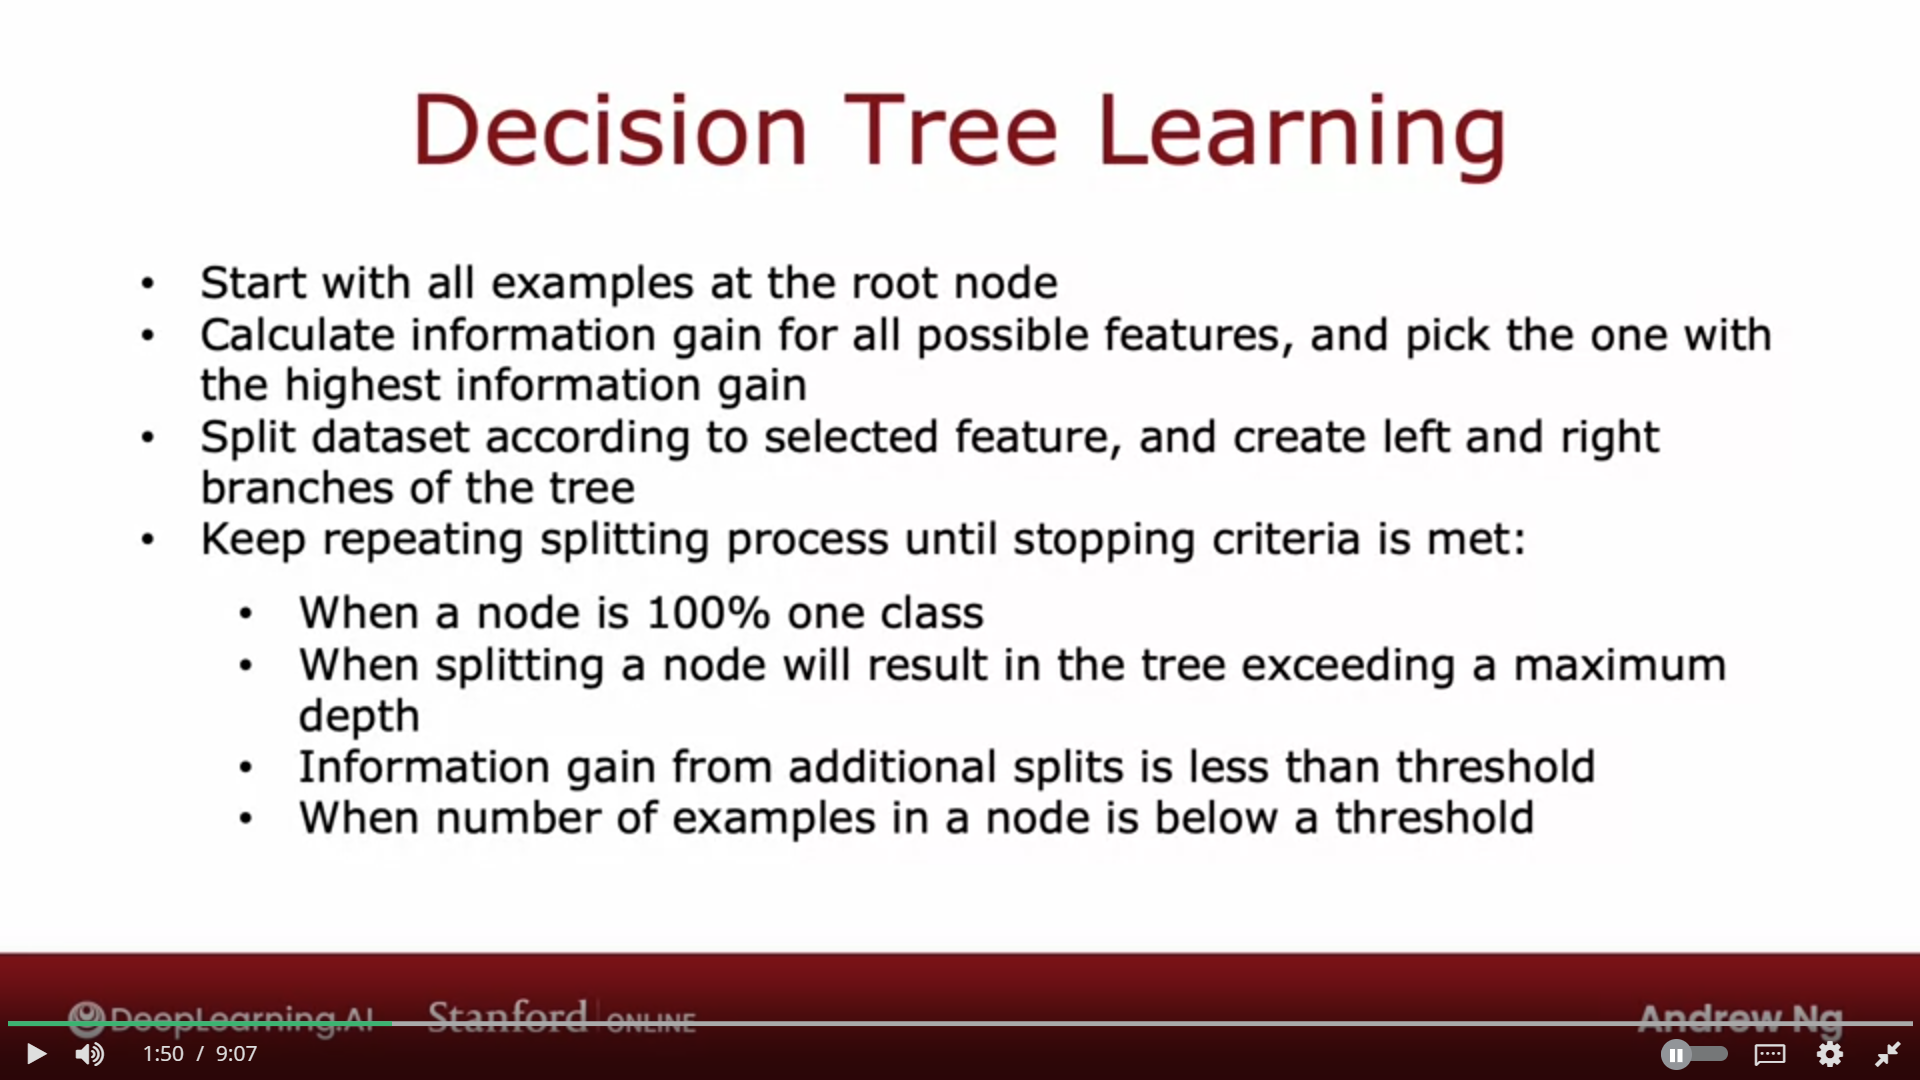 Decision Tree Learning
• Start with all examples at the root node
• Calculate information gain for all possible features, and pick the one with
the highest information gain
• Split dataset according to selected feature, and create left and right
branches of the tree
• Keep repeating splitting process until stopping criteria is met:
• When a node is 100% one class
• When splitting a node will result in the tree exceeding a maximum
depth
• Information gain from additional splits is less than threshold
• When number of examples in a node is below a threshold
DeepLearning.AI Stanford ONLINE Andrew Ng
1:50 / 9:07